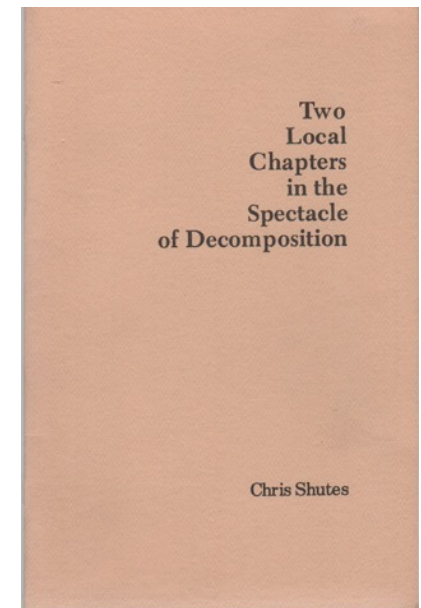 Two
Local
Chapters
in the
Spectacle
of Decomposition
Chris Shutes